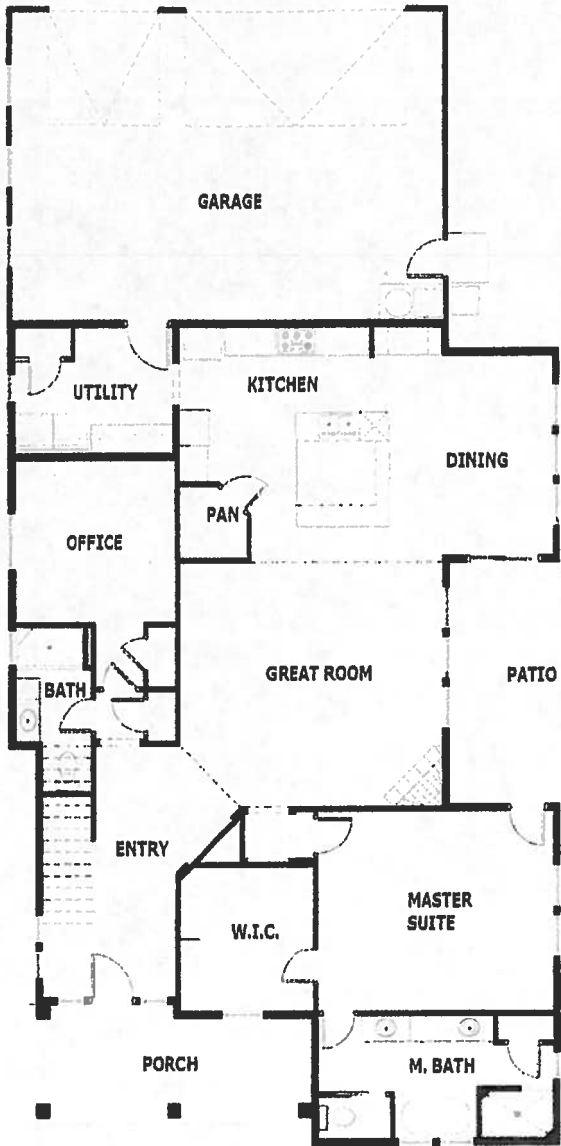 GARAGE
KITCHEN
UTILITY
DINING
PAN
OFFICE
GREAT ROOM
PATIO
BATH
ENTRY
MASTER
SUITE
W.I.C.
PORCH
M. BATH